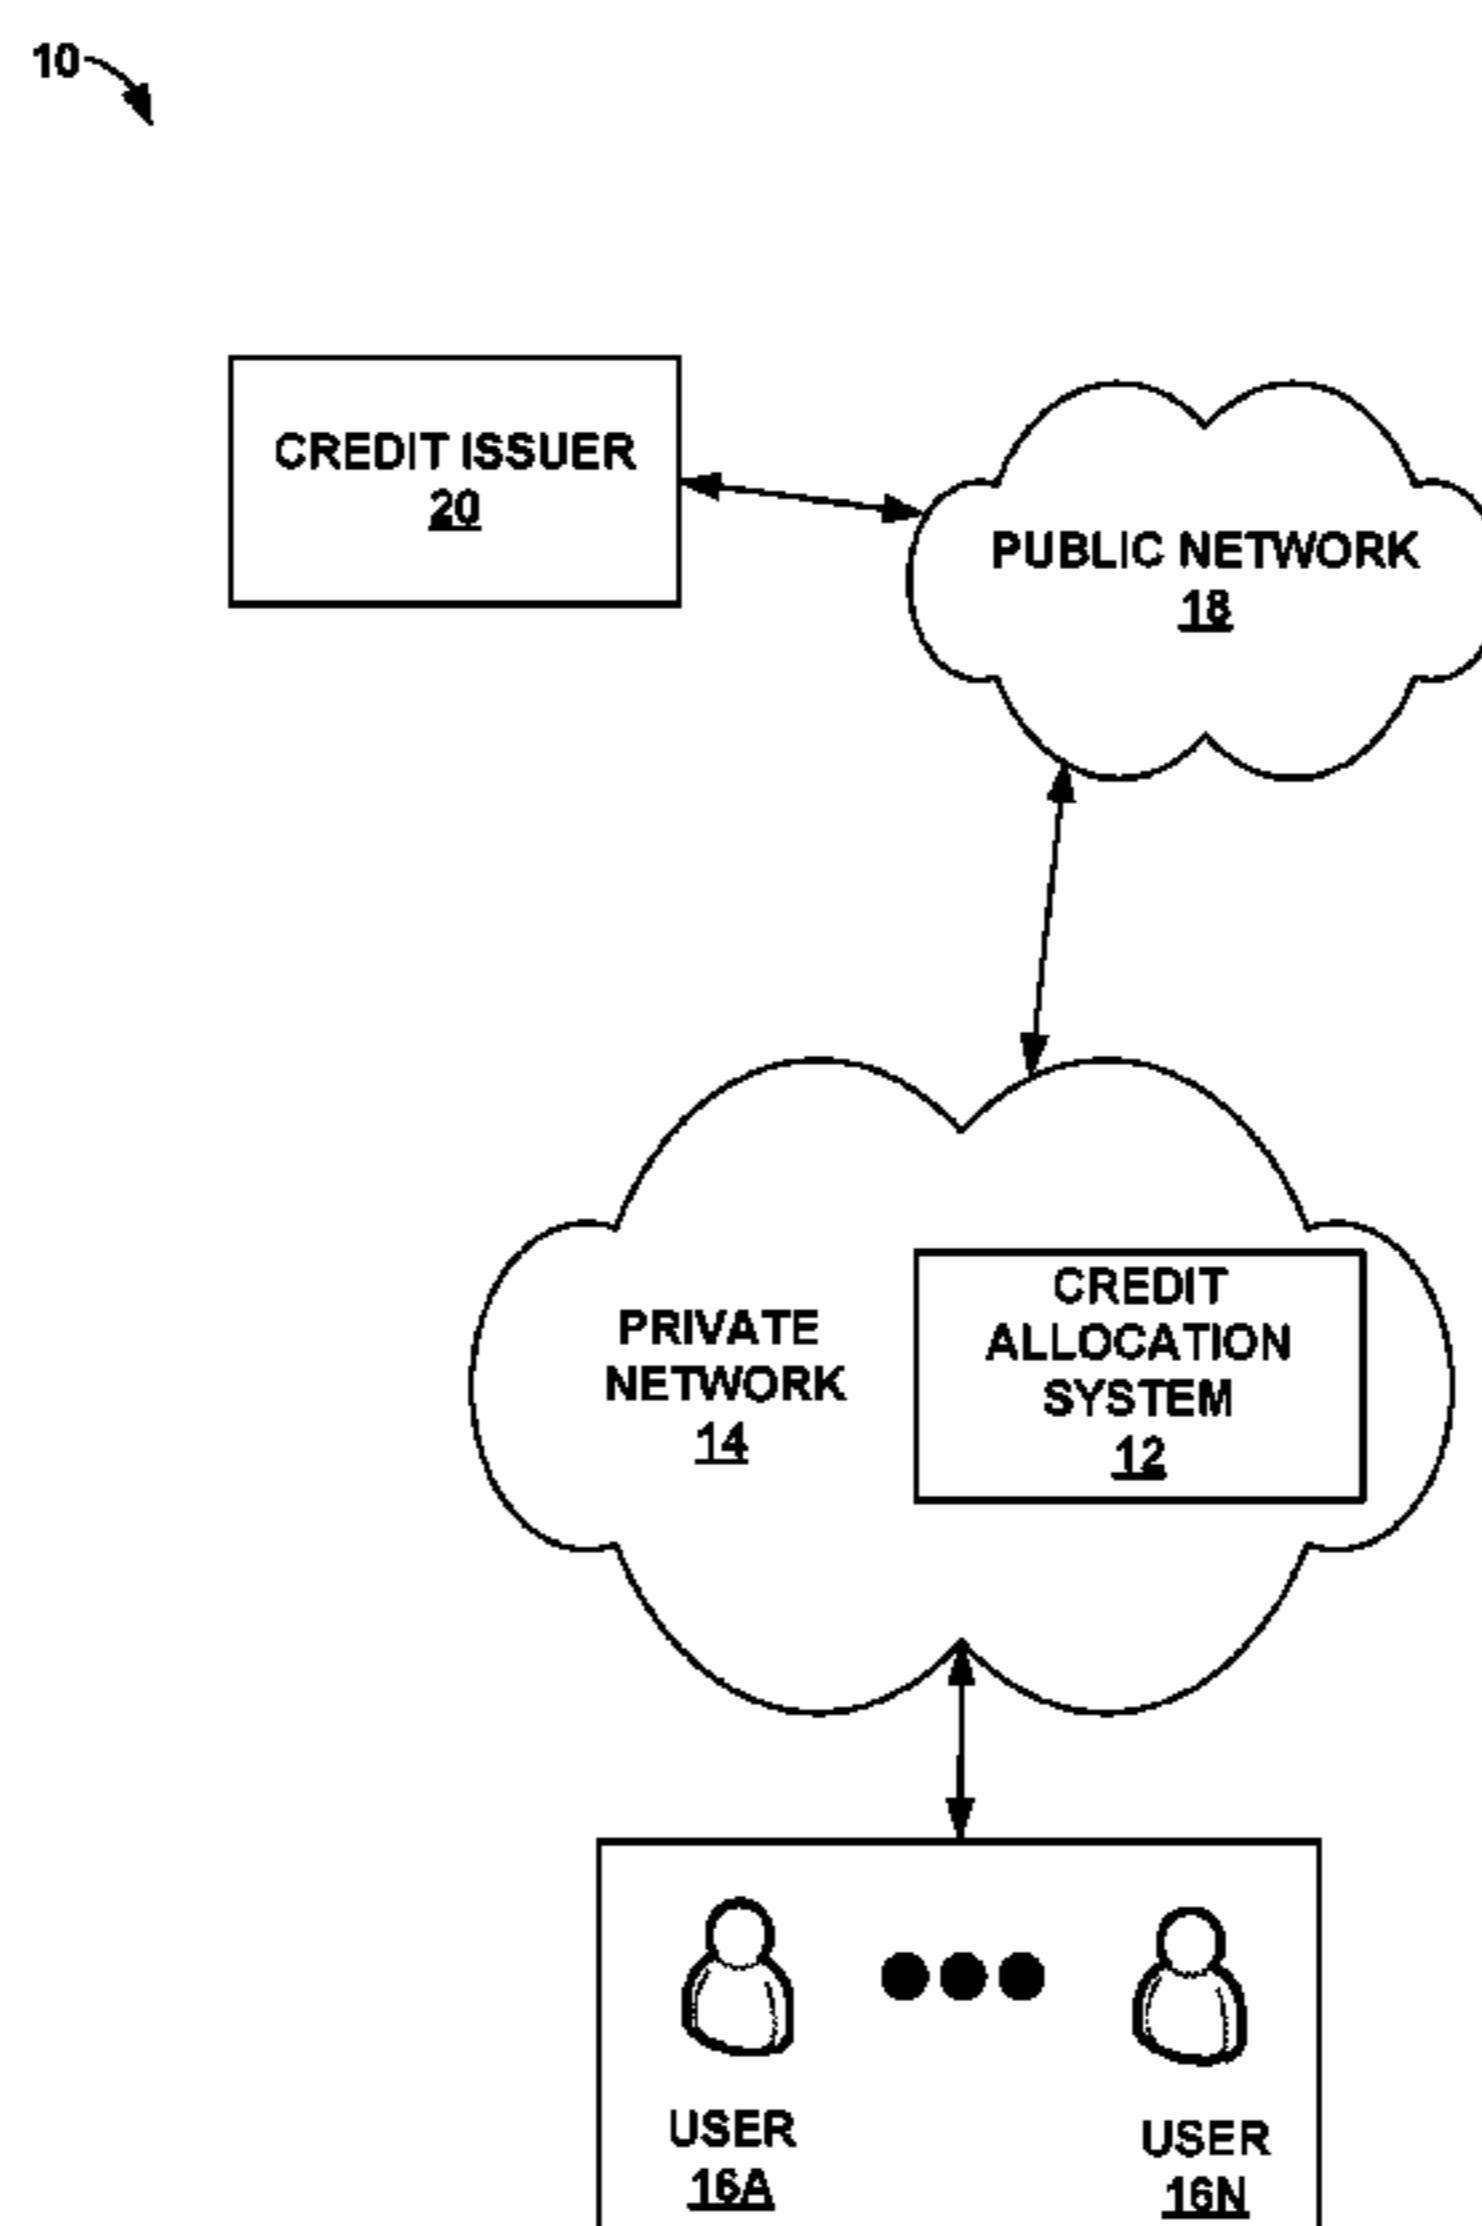 10
CREDIT ISSUER
20
PUBLIC NETWORK
18
PRIVATE
NETWORK
14
CREDIT
ALLOCATION
SYSTEM
12
USER
16A
USER
16N